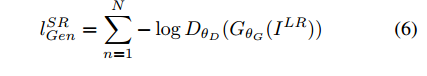 $l^{SR}_{Gen} = \sum_{n=1}^{N} - \log D_{\theta_D}(G_{\theta_G}(I^{LR}))$ (6)